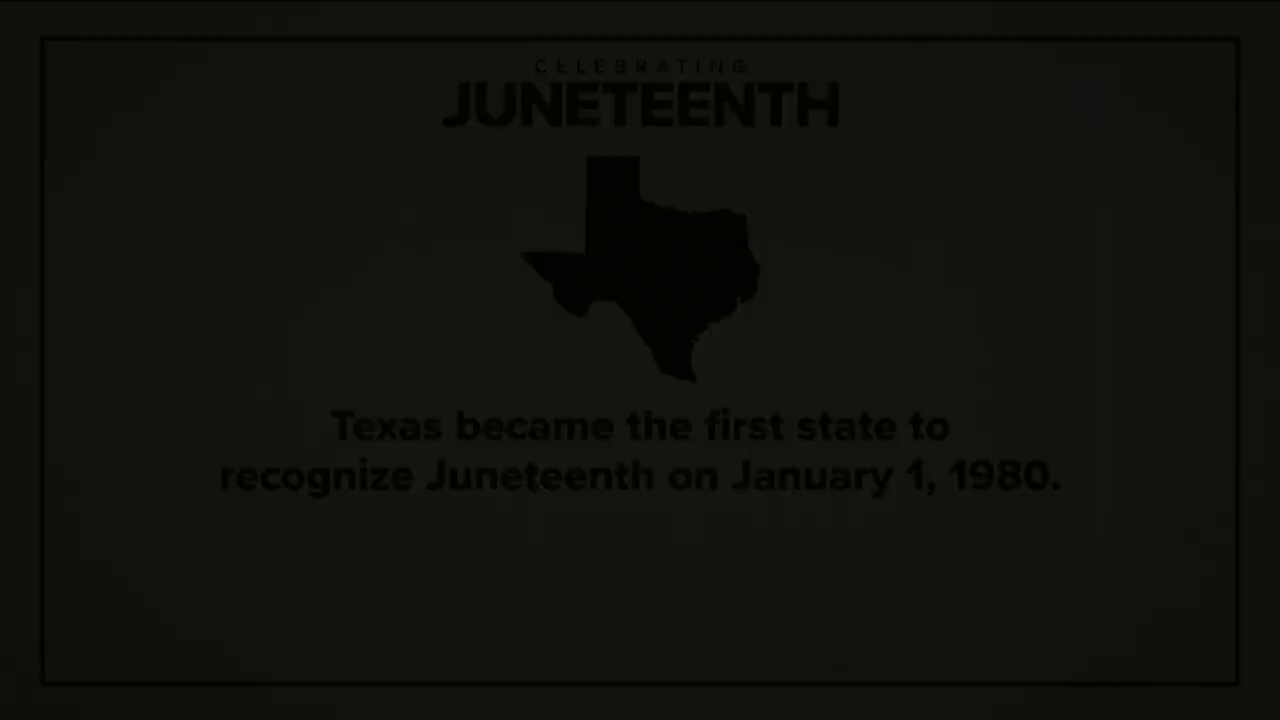 CELEBRATING
JUNETEENTH
Texas became the first state to
recognize Juneteenth on January 1, 1980.